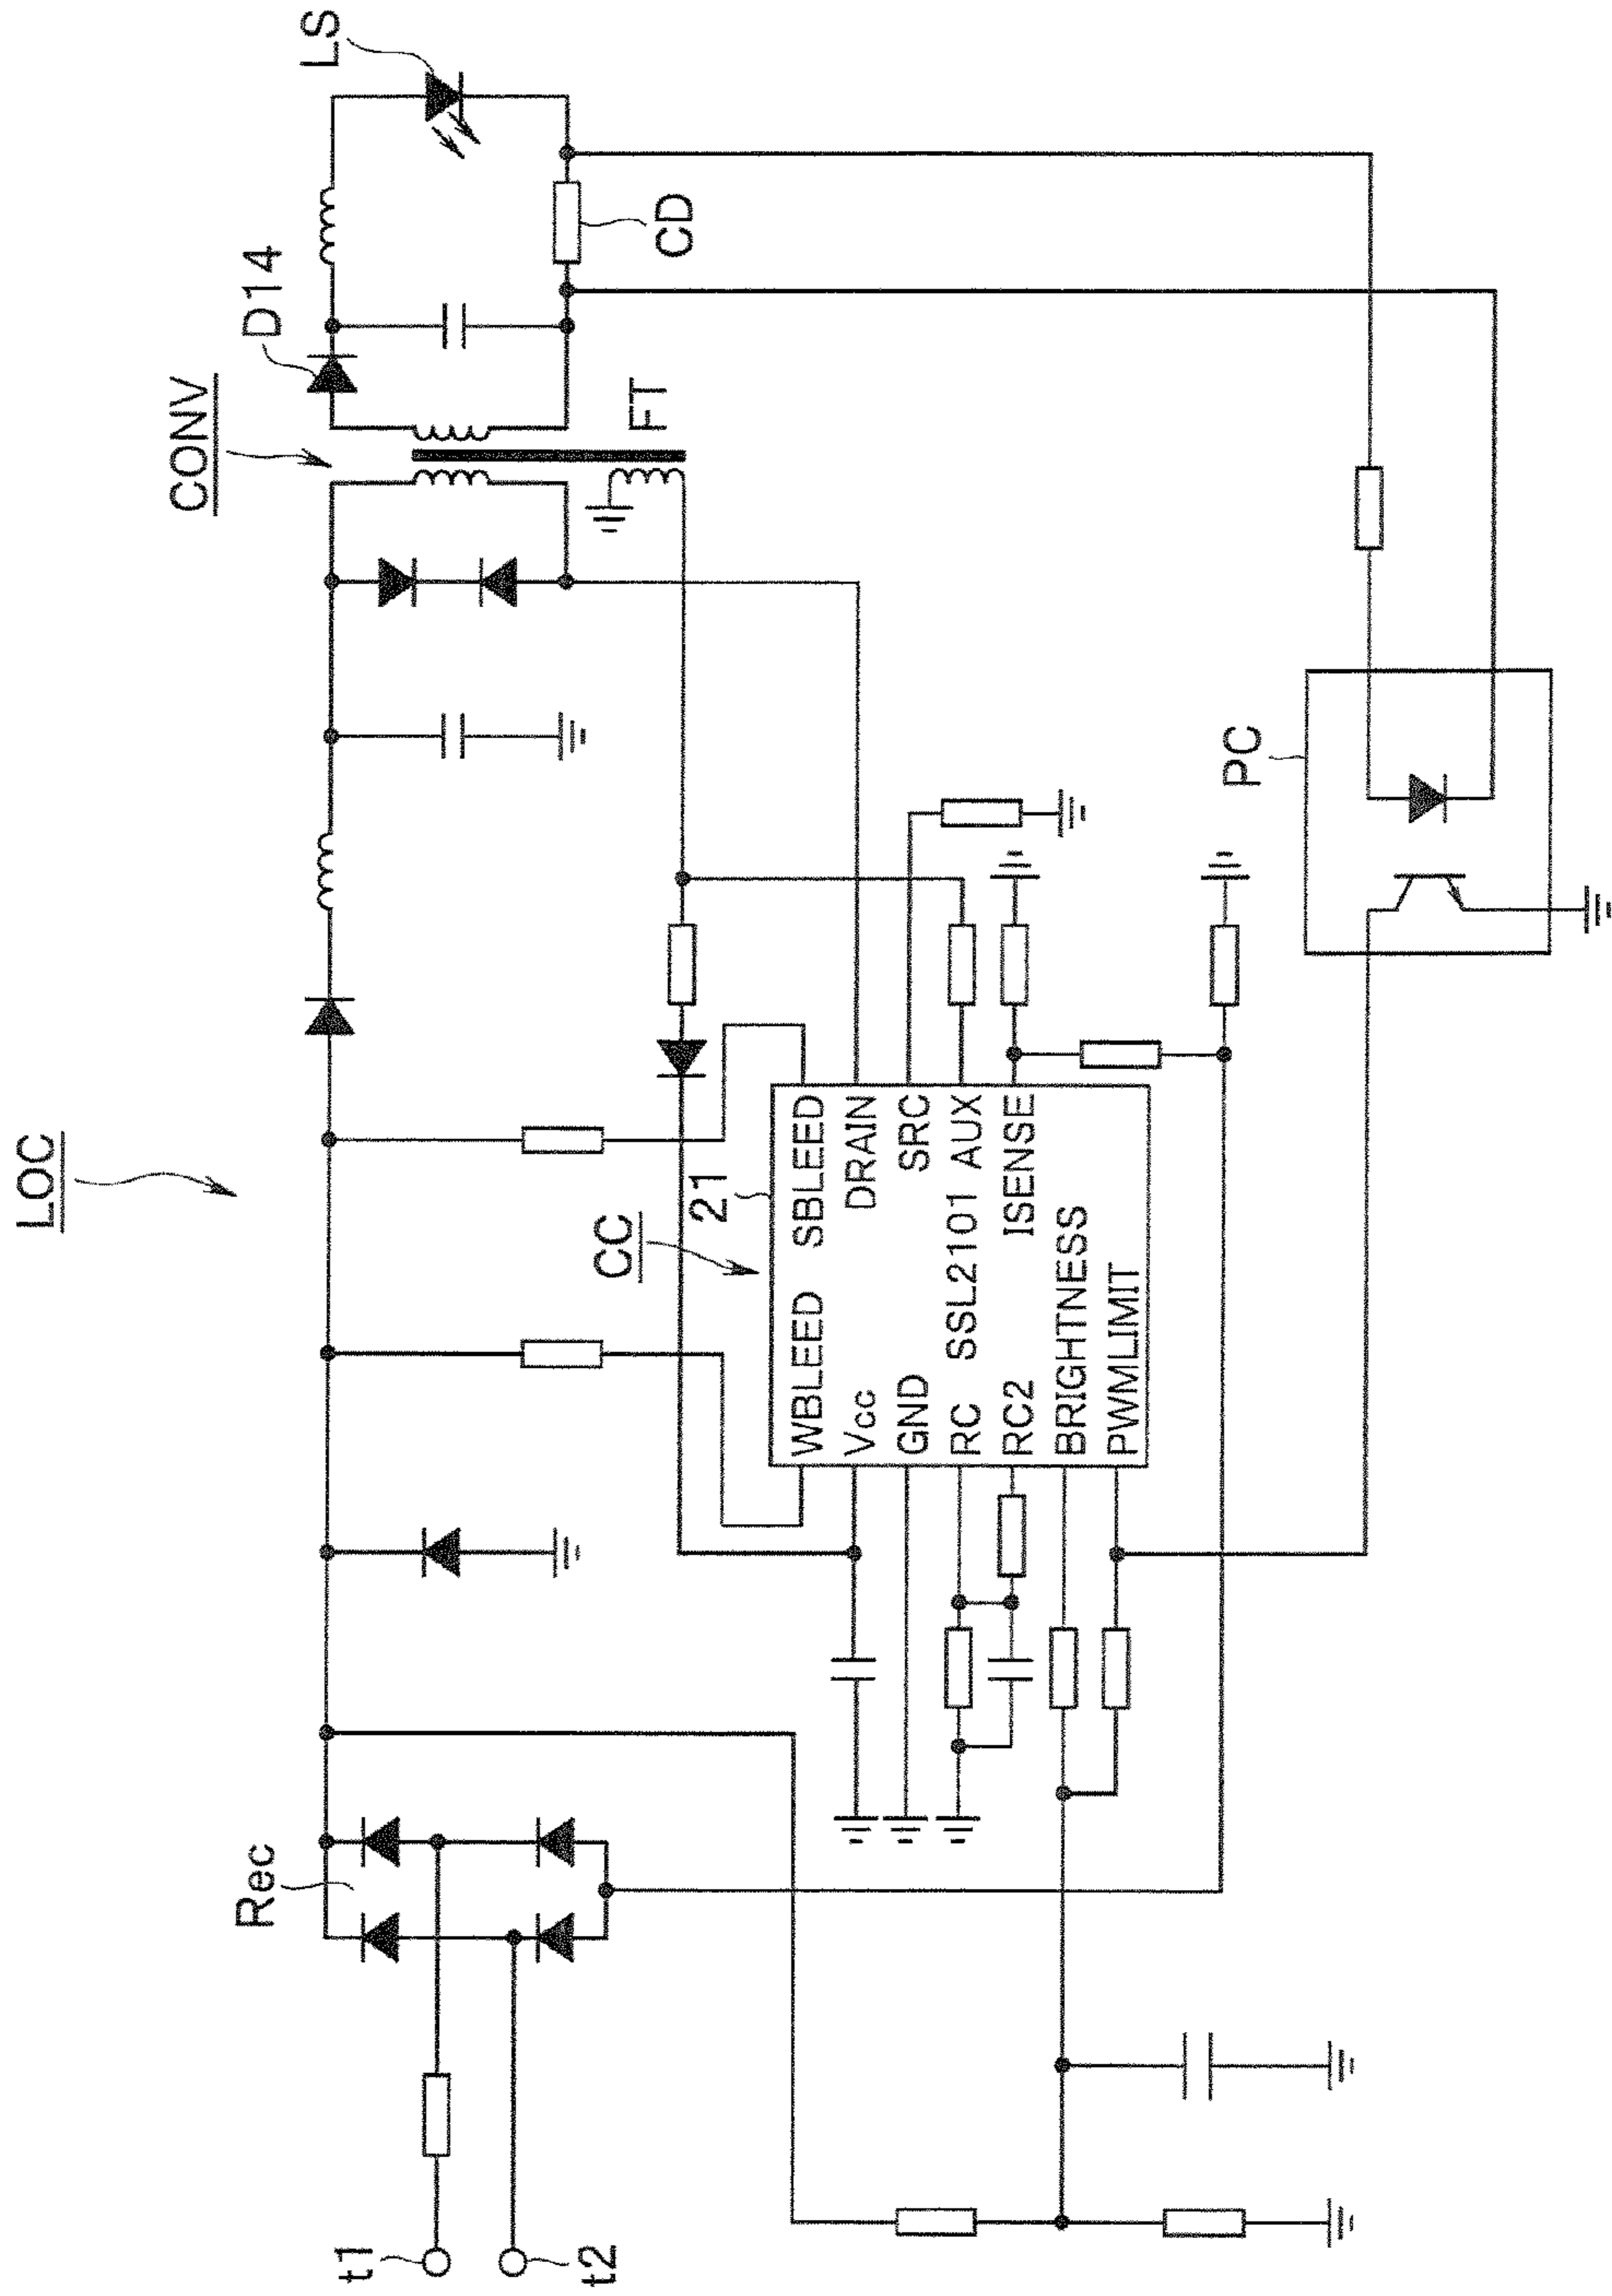 LOC
CONV
D14
LS
CD
FT
Rec
t1
t2
CC
21
WBLEED SBLEED
Vcc DRAIN
GND SRC
RC SSL2101 AUX
RC2 ISENSE
BRIGHTNESS
PWMLIMIT
PC